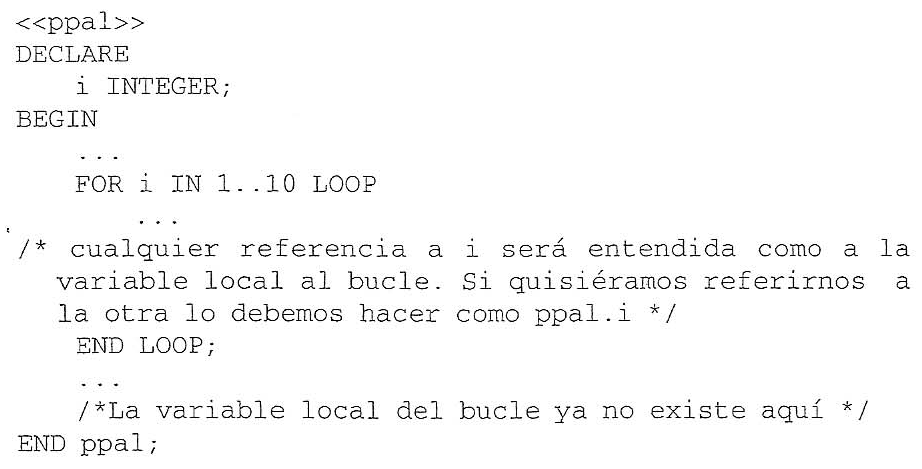 <<ppal>>
DECLARE
i INTEGER;
BEGIN
...
FOR i IN 1..10 LOOP
...
/* cualquier referencia a i será entendida como a la
variable local al bucle. Si quisiéramos referirnos a
la otra lo debemos hacer como ppal.i */
END LOOP;
...
/*La variable local del bucle ya no existe aquí */
END ppal;